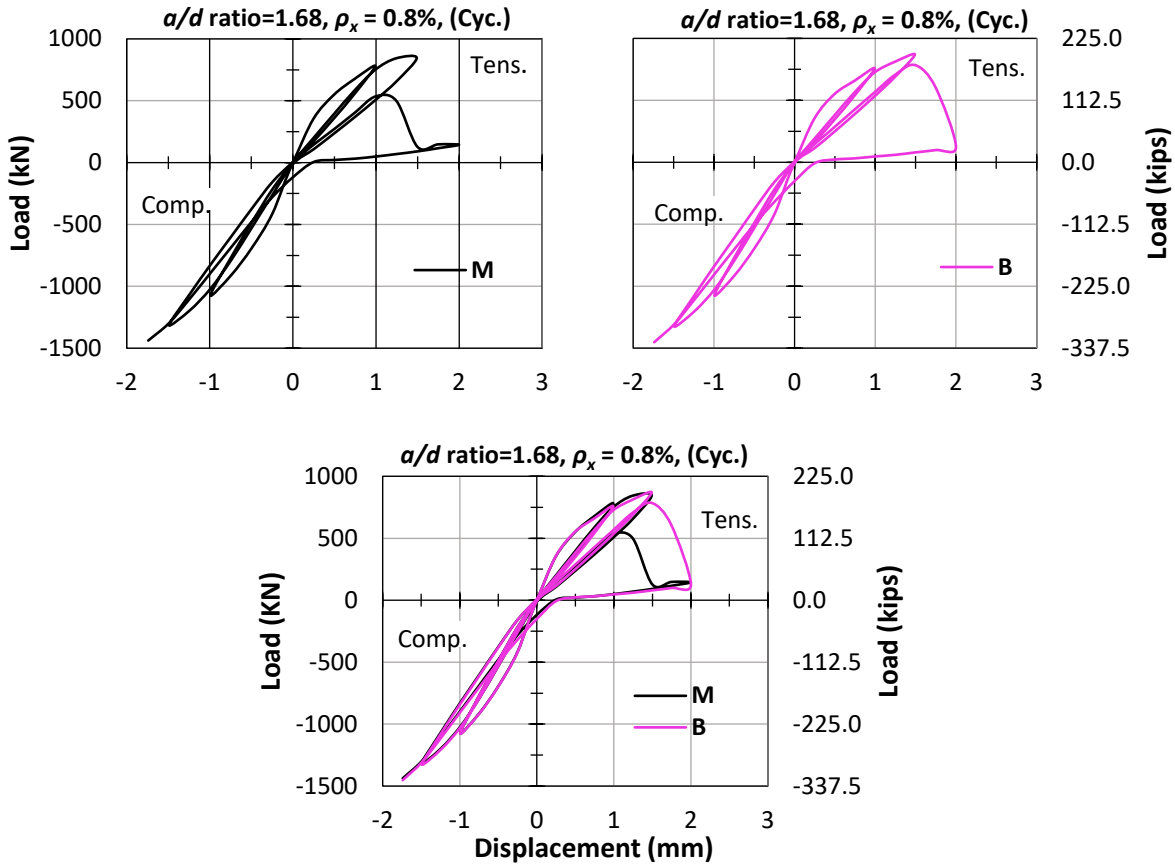 a/d ratio=1.68, ρx = 0.8%, (Cyc.)
1000
500
0
-500
-1000
-1500
Load (kN)
Tens.
Comp.
M
-2 -1 0 1 2 3
a/d ratio=1.68, ρx = 0.8%, (Cyc.)
225.0
112.5
0.0
-112.5
-225.0
-337.5
Load (kips)
Tens.
Comp.
B
-2 -1 0 1 2 3
a/d ratio=1.68, ρx = 0.8%, (Cyc.)
1000
500
0
-500
-1000
-1500
Load (KN)
225.0
112.5
0.0
-112.5
-225.0
-337.5
Load (kips)
Tens.
Comp.
M
B
-2 -1 0 1 2 3
Displacement (mm)